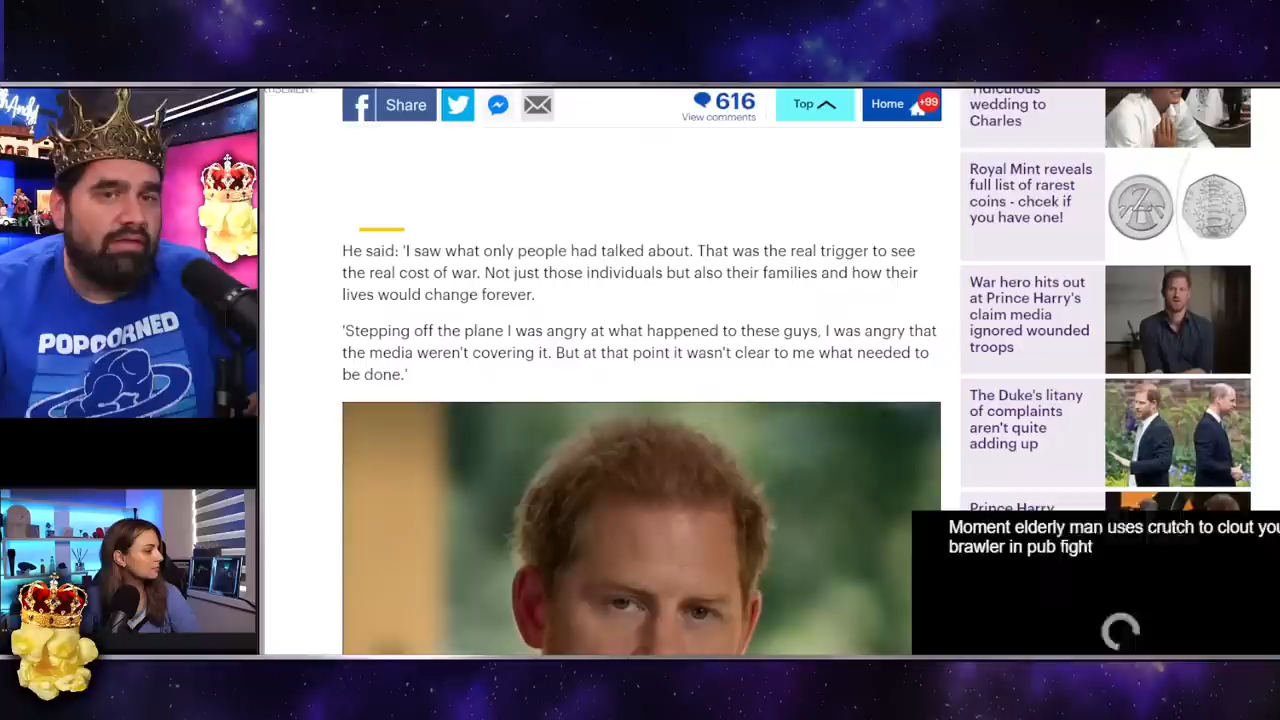 Andy!
POPCORNED
Share
616
View comments
Top
Home
+99
He said: 'I saw what only people had talked about. That was the real trigger to see
the real cost of war. Not just those individuals but also their families and how their
lives would change forever.
'Stepping off the plane I was angry at what happened to these guys, I was angry that
the media weren't covering it. But at that point it wasn't clear to me what needed to
be done.'
ridiculous
wedding to
Charles
Royal Mint reveals
full list of rarest
coins - chcek if
you have one!
War hero hits out
at Prince Harry's
claim media
ignored wounded
troops
The Duke's litany
of complaints
aren't quite
adding up
Prince Harry
Moment elderly man uses crutch to clout you
brawler in pub fight